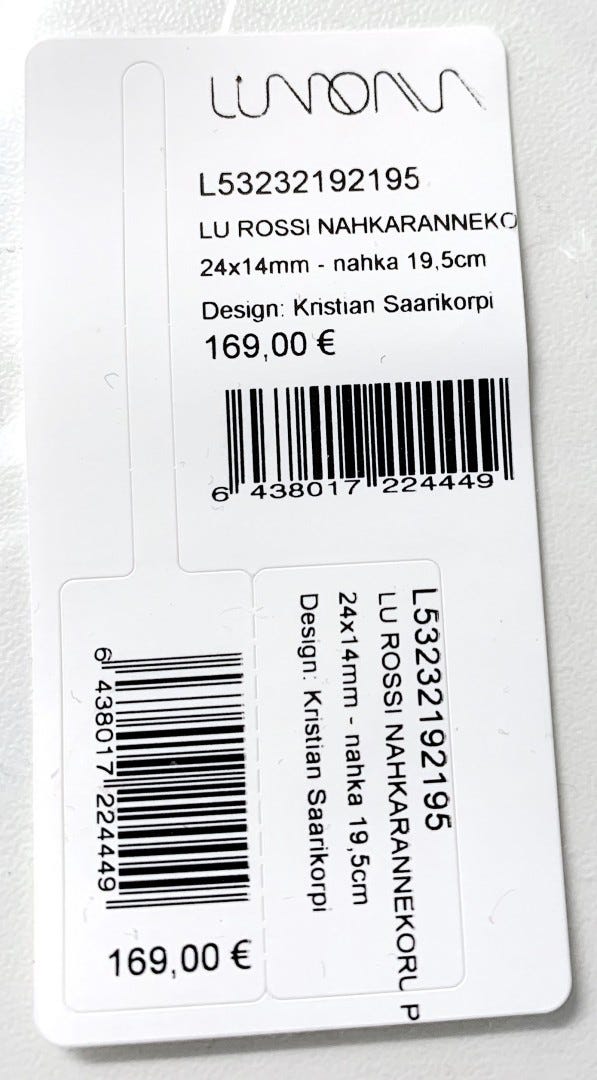 LUMOAVA
L53232192195
LU ROSSI NAHKARANNEKO
24x14mm - nahka 19,5cm
Design: Kristian Saarikorpi
169,00 €
6 438017 224449
L53232192195
LU ROSSI NAHKARANNEKORU P
24x14mm - nahka 19,5cm
Design: Kristian Saarikorpi
6 438017 224449
169,00 €